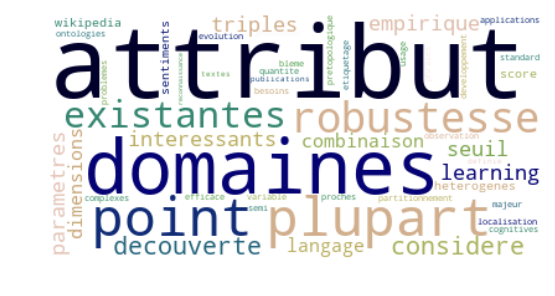 wikipedia
ontologies
triples
empirique
applications
attribut
evolution
sentiments
problemes
reconnaissance
testes
bleme
quantite
publications
besoins
pretopologique
etiquetage
usage
developpement
standard
score
existantes
robustesse
parametres
dimensions
interessants
combinaison
observation
seuil
domaines
definir
learning
heterogenes
complexes
efficace
variable
proches
partitionnement
semi
majeur
point
plupart
localisation
cognitives
decouverte
langage
considere